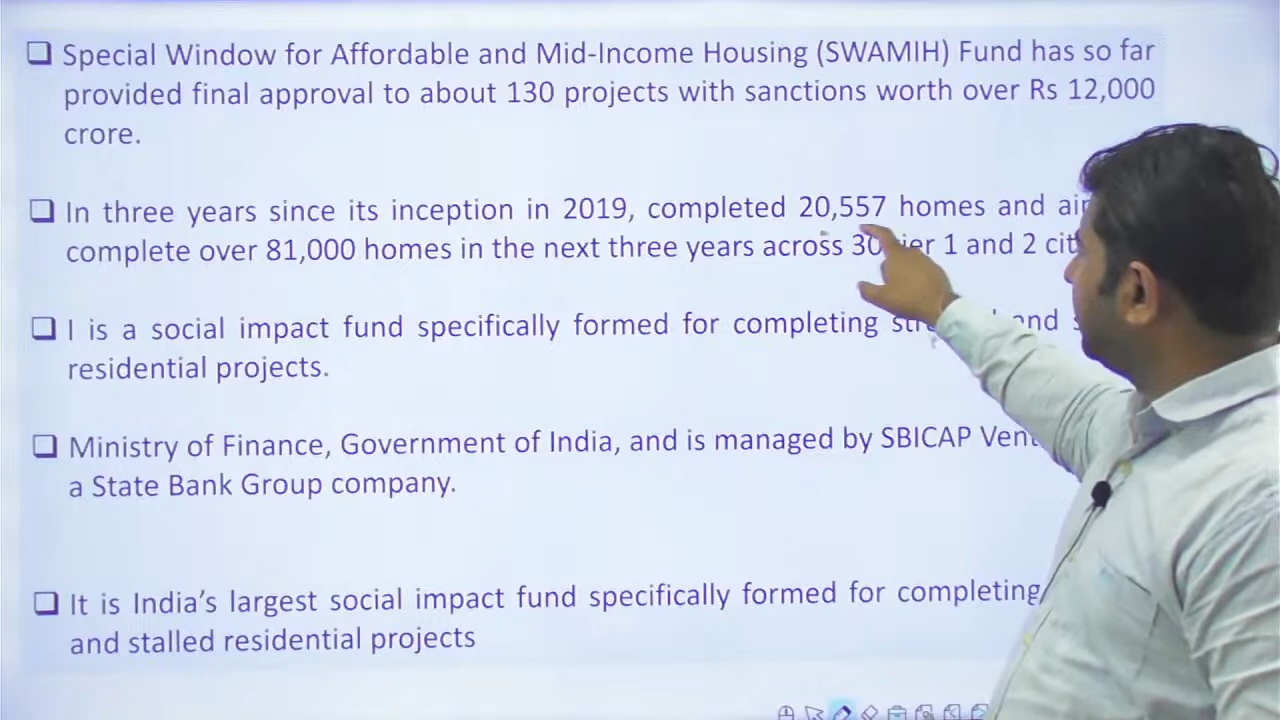 Special Window for Affordable and Mid-Income Housing (SWAMIH) Fund has so far
provided final approval to about 130 projects with sanctions worth over Rs 12,000
crore.
In three years since its inception in 2019, completed 20,557 homes and
complete over 81,000 homes in the next three years across 30 1 and 2
I is a social impact fund specifically formed for completing and
residential projects.
Ministry of Finance, Government of India, and is managed by SBICAP
a State Bank Group company.
It is India's largest social impact fund specifically formed for completing
and stalled residential projects